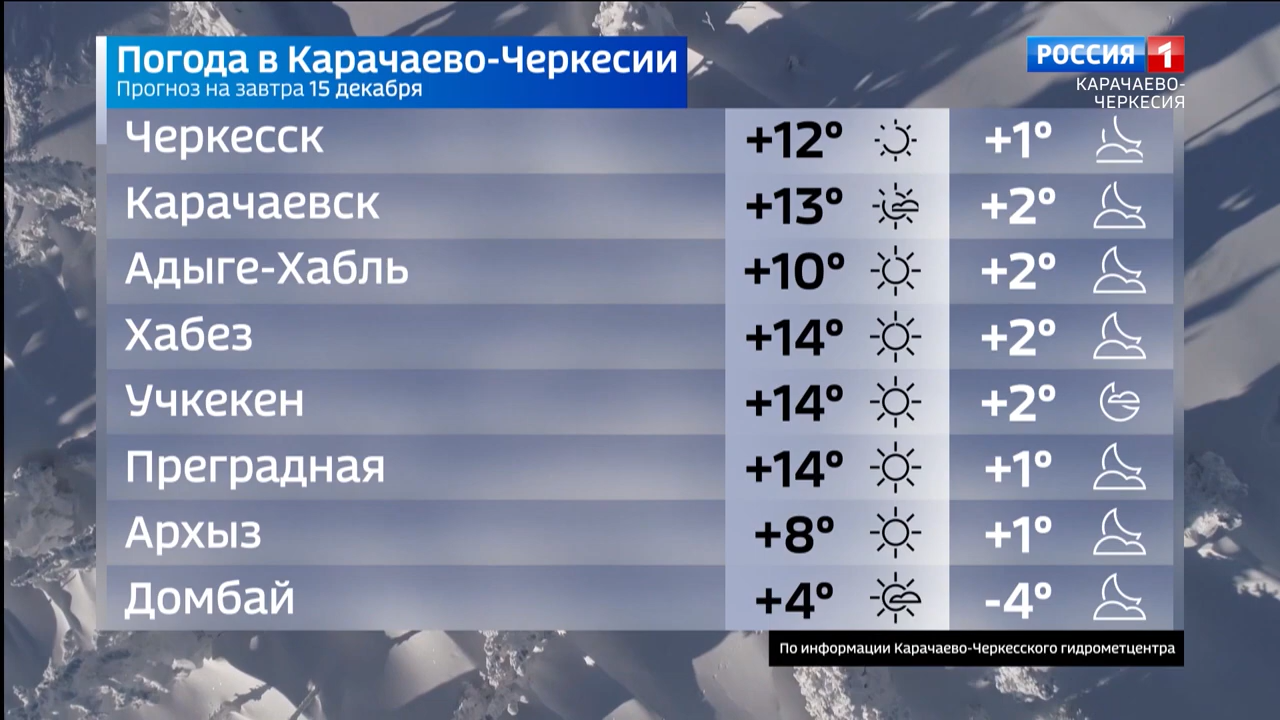 Погода в Карачаево-Черкесии
Прогноз на завтра 15 декабря
РОССИЯ 1
КАРАЧАЕВО-
ЧЕРКЕСИЯ
Черкесск +12° +1°
Карачаевск +13° +2°
Адыге-Хабль +10° +2°
Хабез +14° +2°
Учкекен +14° +2°
Преградная +14° +1°
Архыз +8° +1°
Домбай +4° -4°
По информации Карачаево-Черкесского гидрометцентра